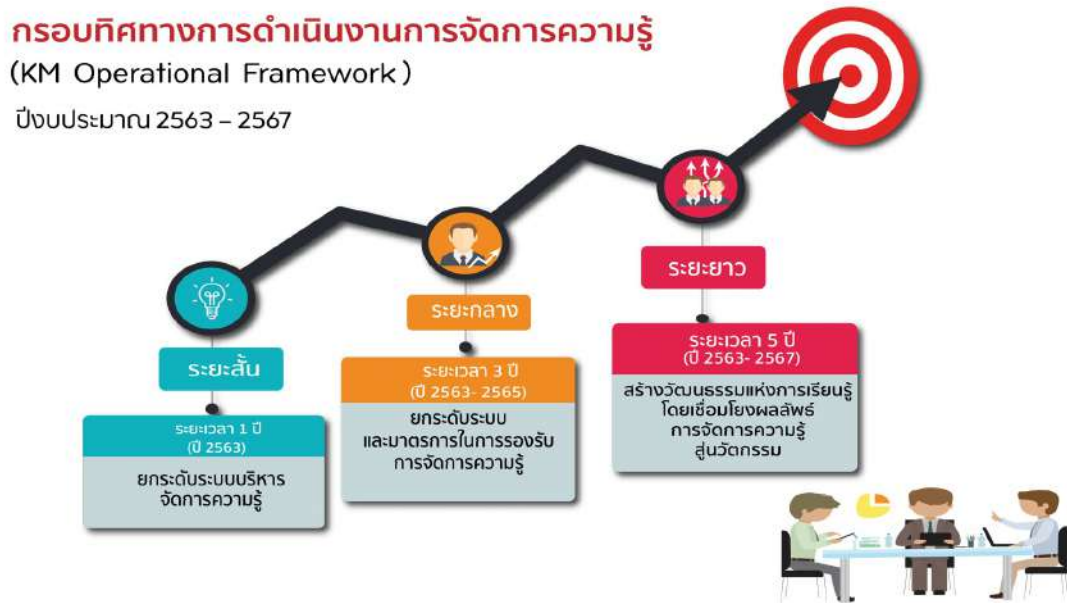 กรอบทิศทางการดำเนินงานการจัดการความรู้
(KM Operational Framework)
ปีงบประมาณ 2563 – 2567
ระยะสั้น
ระยะเวลา 1 ปี
(ปี 2563)
ยกระดับระบบบริหาร
จัดการความรู้
ระยะกลาง
ระยะเวลา 3 ปี
(ปี 2563- 2565)
ยกระดับระบบ
และมาตรการในการรองรับ
การจัดการความรู้
ระยะยาว
ระยะเวลา 5 ปี
(ปี 2563- 2567)
สร้างวัฒนธรรมแห่งการเรียนรู้
โดยเชื่อมโยงผลลัพธ์
การจัดการความรู้
สู่นวัตกรรม